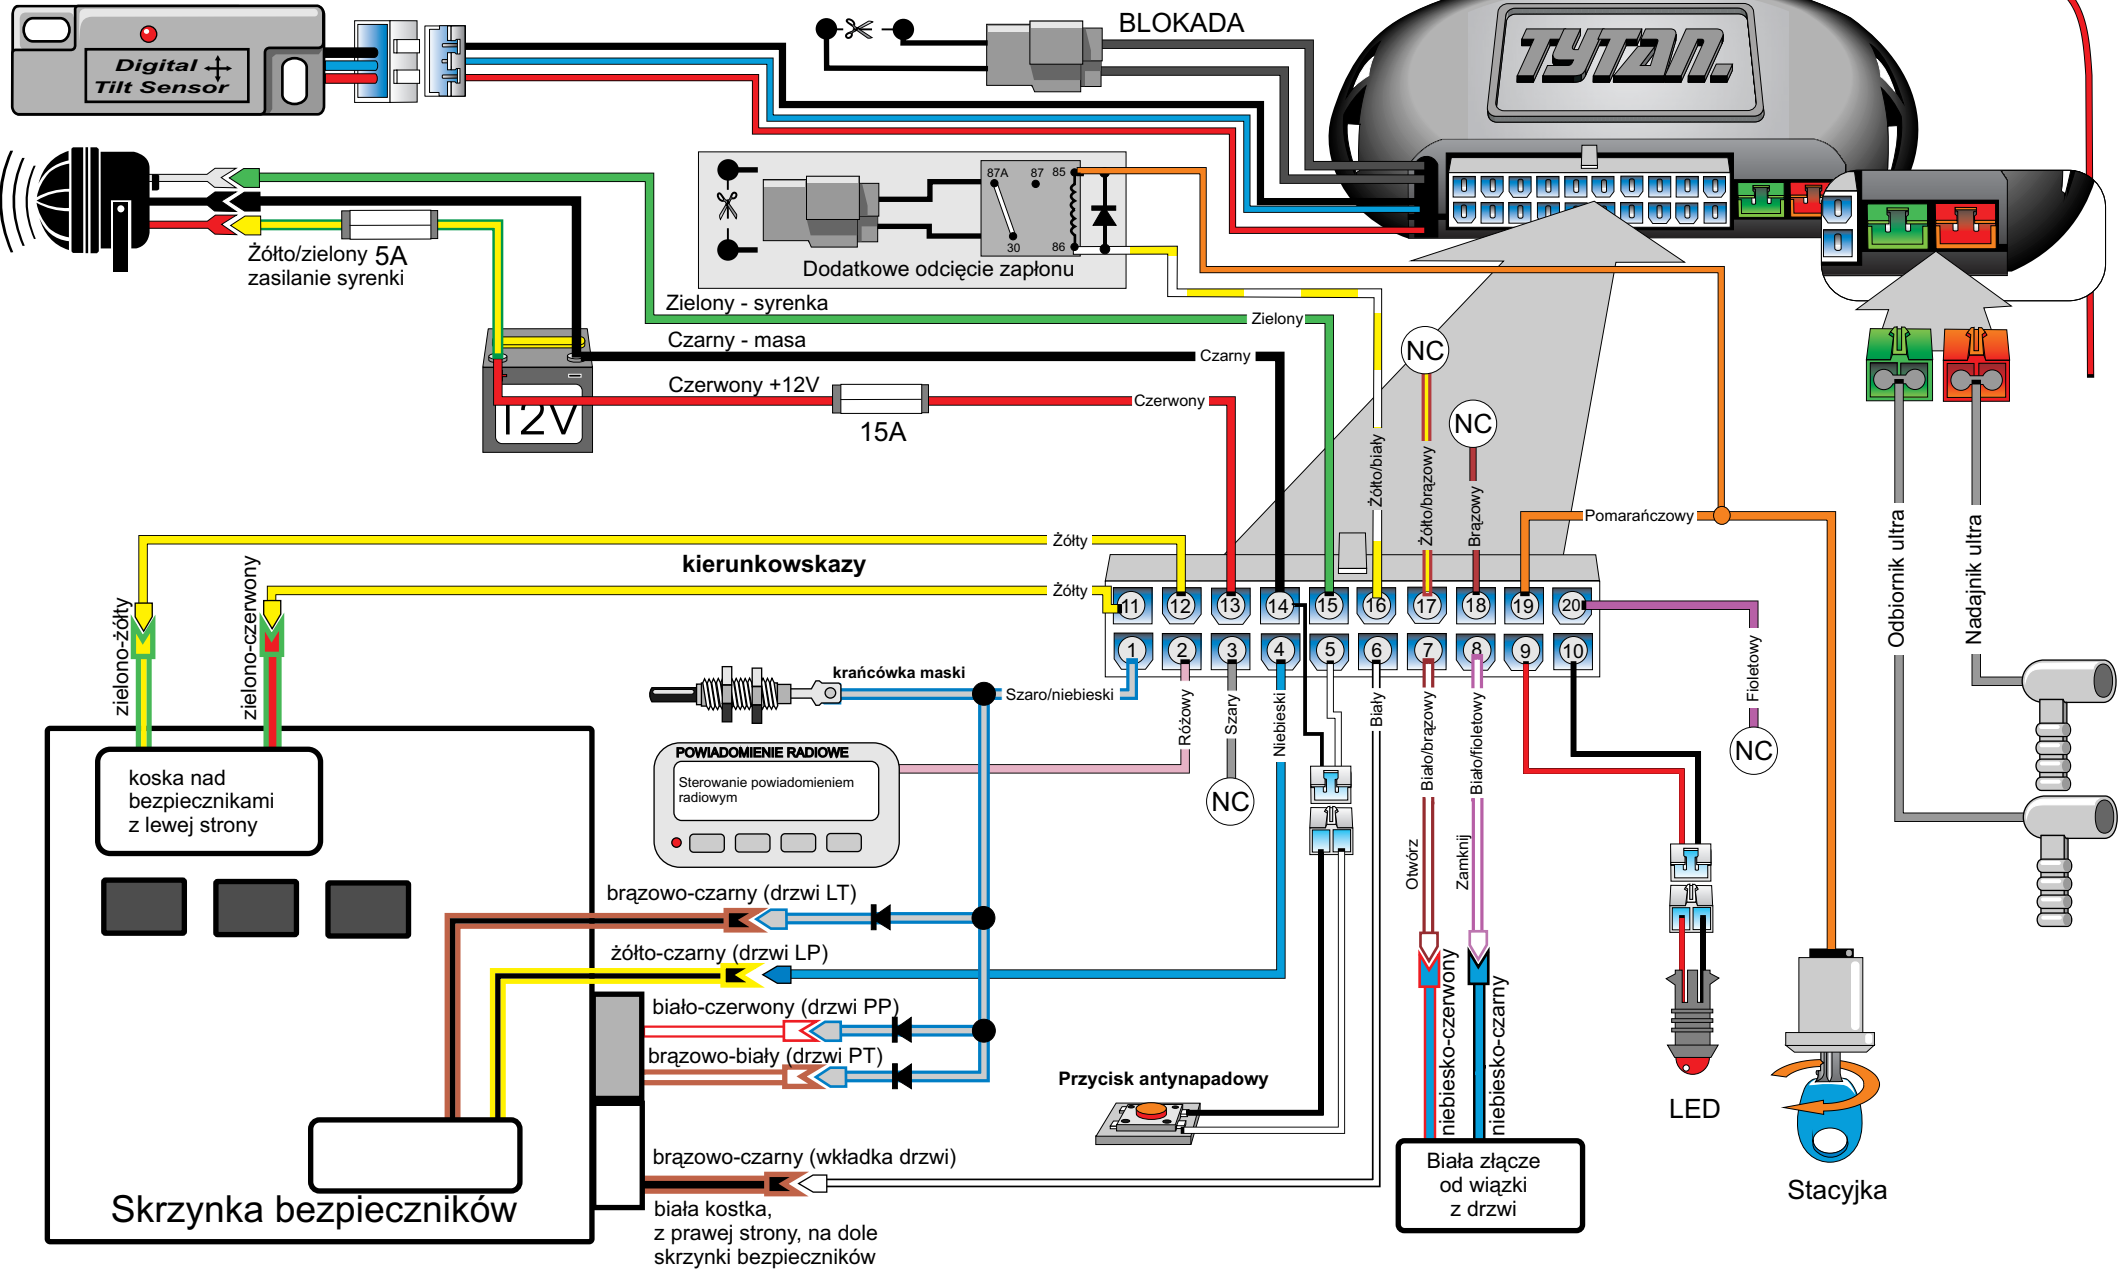 Digital
Tilt Sensor
BLOKADA
TYTAN.
Żółto/zielony 5A
zasilanie syrenki
87A
87
85
30
86
Dodatkowe odcięcie zapłonu
Zielony - syrenka
Zielony
Czarny - masa
Czarny
Czerwony +12V
Czerwony
15A
12V
NC
NC
Żółto/biały
Żółto/brązowy
Brązowy
Pomarańczowy
Odbiornik ultra
Nadajnik ultra
Żółty
kierunkowskazy
Żółty
zielono-żółty
zielono-czerwony
11
12
13
14
15
16
17
18
19
20
1
2
3
4
5
6
7
8
9
10
krańcówka maski
Szaro/niebieski
Różowy
Szary
Niebieski
Biały
Biało/brązowy
Biało/fioletowy
Fioletowy
NC
NC
POWIADOMIENIE RADIOWE
Sterowanie powiadomieniem
radiowym
koska nad
bezpiecznikami
z lewej strony
Otwórz
Zamknij
brązowo-czarny (drzwi LT)
żółto-czarny (drzwi LP)
biało-czerwony (drzwi PP)
brązowo-biały (drzwi PT)
niebiesko-czerwony
niebiesko-czarny
Przycisk antynapadowy
LED
Stacyjka
brązowo-czarny (wkładka drzwi)
Biała złącze
od wiązki
z drzwi
Skrzynka bezpieczników
biała kostka,
z prawej strony, na dole
skrzynki bezpieczników